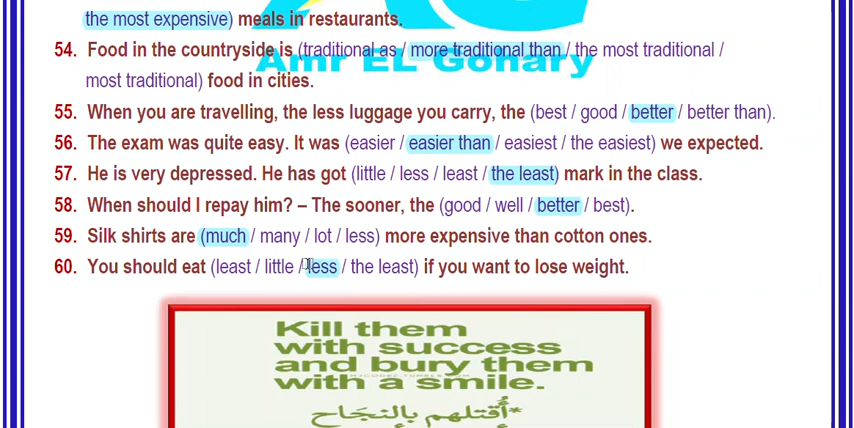 the most expensive) meals in restaurants.
Amr EL Gohary
54. Food in the countryside is (traditional as / more traditional than / the most traditional /
most traditional) food in cities.
55. When you are travelling, the less luggage you carry, the (best / good / better / better than).
56. The exam was quite easy. It was (easier / easier than / easiest / the easiest) we expected.
57. He is very depressed. He has got (little / less / least / the least) mark in the class.
58. When should I repay him? – The sooner, the (good / well / better / best).
59. Silk shirts are (much / many / lot / less) more expensive than cotton ones.
60. You should eat (least / little / less / the least) if you want to lose weight.
Kill them
with success
and bury them
with a smile.
*أُقتلهم بالنجَاح